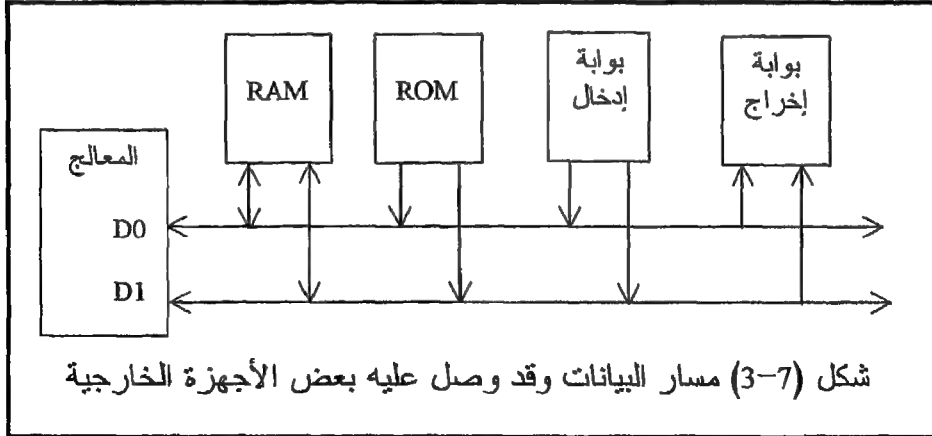 RAM
ROM
بوابة
إدخال
بوابة
إخراج
المعالج
D0
D1
شكل (7-3) مسار البيانات وقد وصل عليه بعض الأجهزة الخارجية